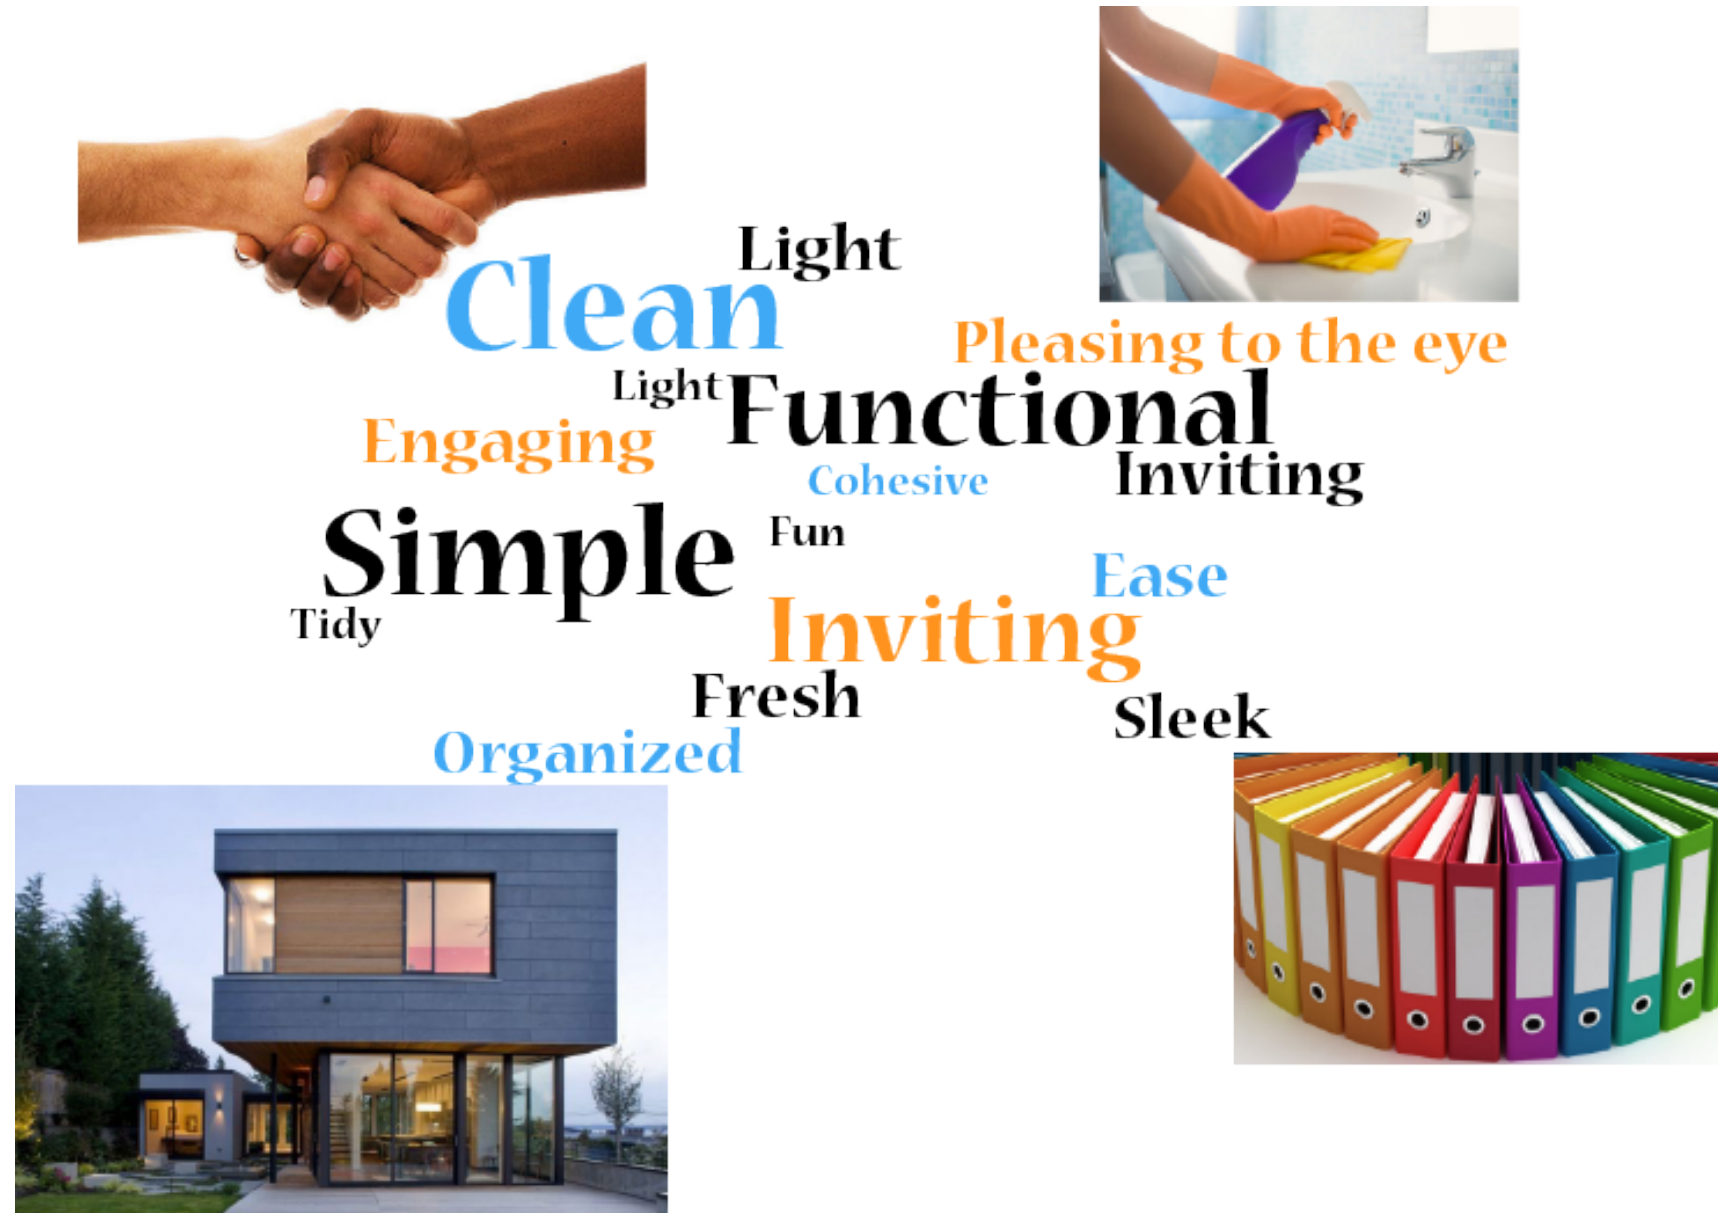 Light
Clean
Pleasing to the eye
Light
Functional
Engaging
Cohesive
Inviting
Simple
Fun
Ease
Tidy
Inviting
Fresh
Sleek
Organized